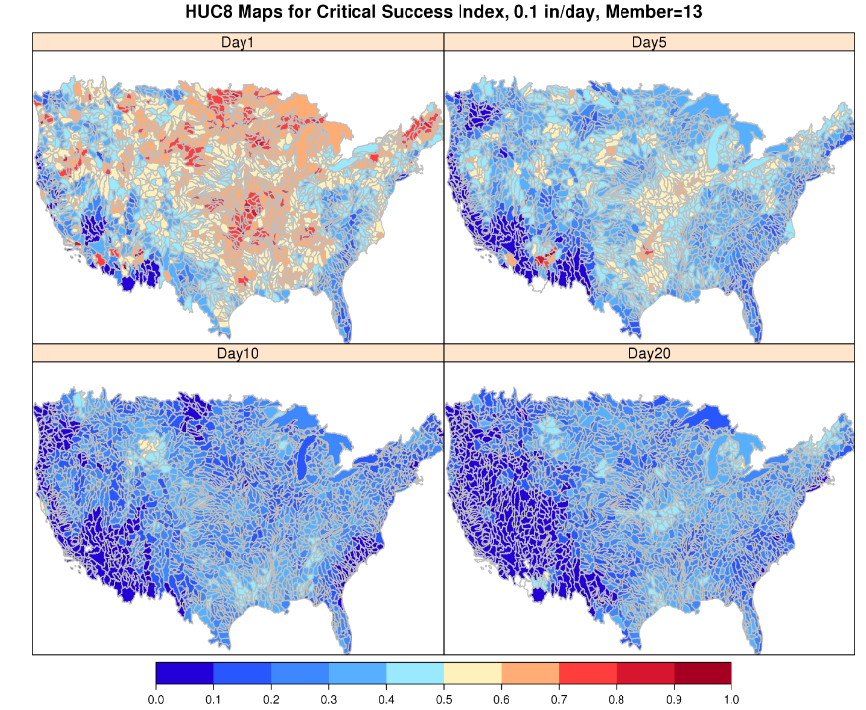 HUC8 Maps for Critical Success Index, 0.1 in/day, Member=13
Day1 Day5
Day10 Day20
0.0 0.1 0.2 0.3 0.4 0.5 0.6 0.7 0.8 0.9 1.0